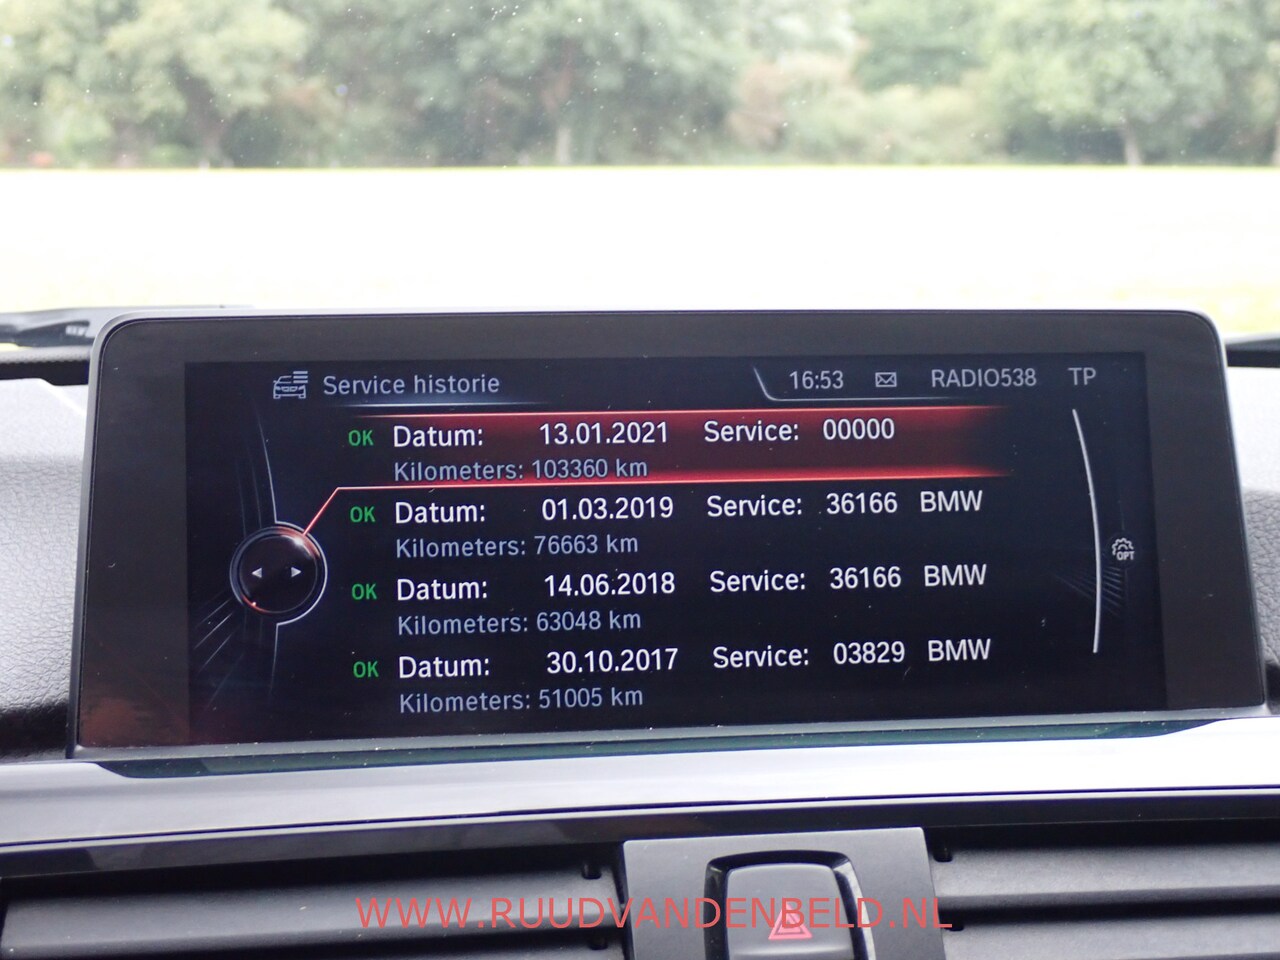 Service historie 16:53 RADIO538 TP
OK Datum: 13.01.2021 Service: 00000
Kilometers: 103360 km
OK Datum: 01.03.2019 Service: 36166 BMW
Kilometers: 76663 km
OK Datum: 14.06.2018 Service: 36166 BMW
OPT
Kilometers: 63048 km
OK Datum: 30.10.2017 Service: 03829 BMW
Kilometers: 51005 km
WWW.RUUDVANDENBELD.NL